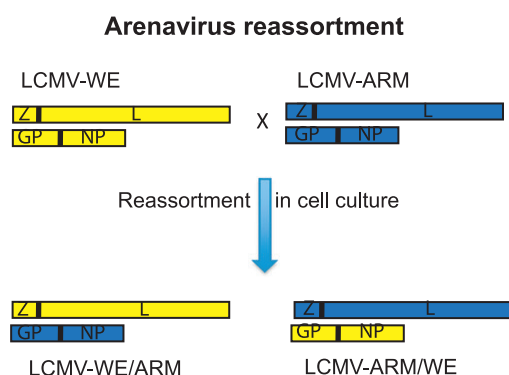 Arenavirus reassortment
LCMV-WE
LCMV-ARM
Z L
GP NP
X
Z L
GP NP
Reassortment in cell culture
Z L
GP NP
LCMV-WE/ARM
Z L
GP NP
LCMV-ARM/WE